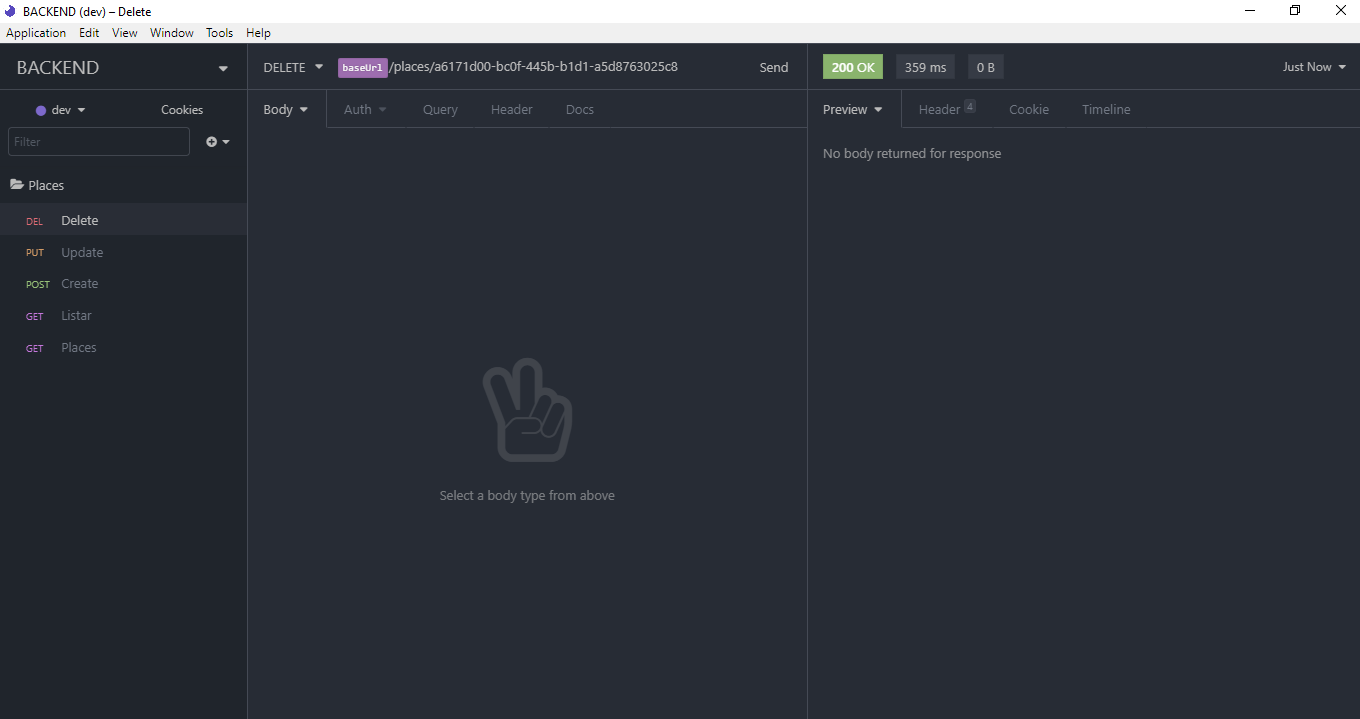 BACKEND (dev) – Delete
Application Edit View Window Tools Help
BACKEND
DELETE baseUrl/places/a6171d00-bc0f-445b-b1d1-a5d8763025c8 Send
200 OK 359 ms 0 B Just Now
dev Cookies
Body Auth Query Header Docs
Preview Header 4 Cookie Timeline
Filter
No body returned for response
Places
DEL Delete
PUT Update
POST Create
GET Listar
GET Places
Select a body type from above